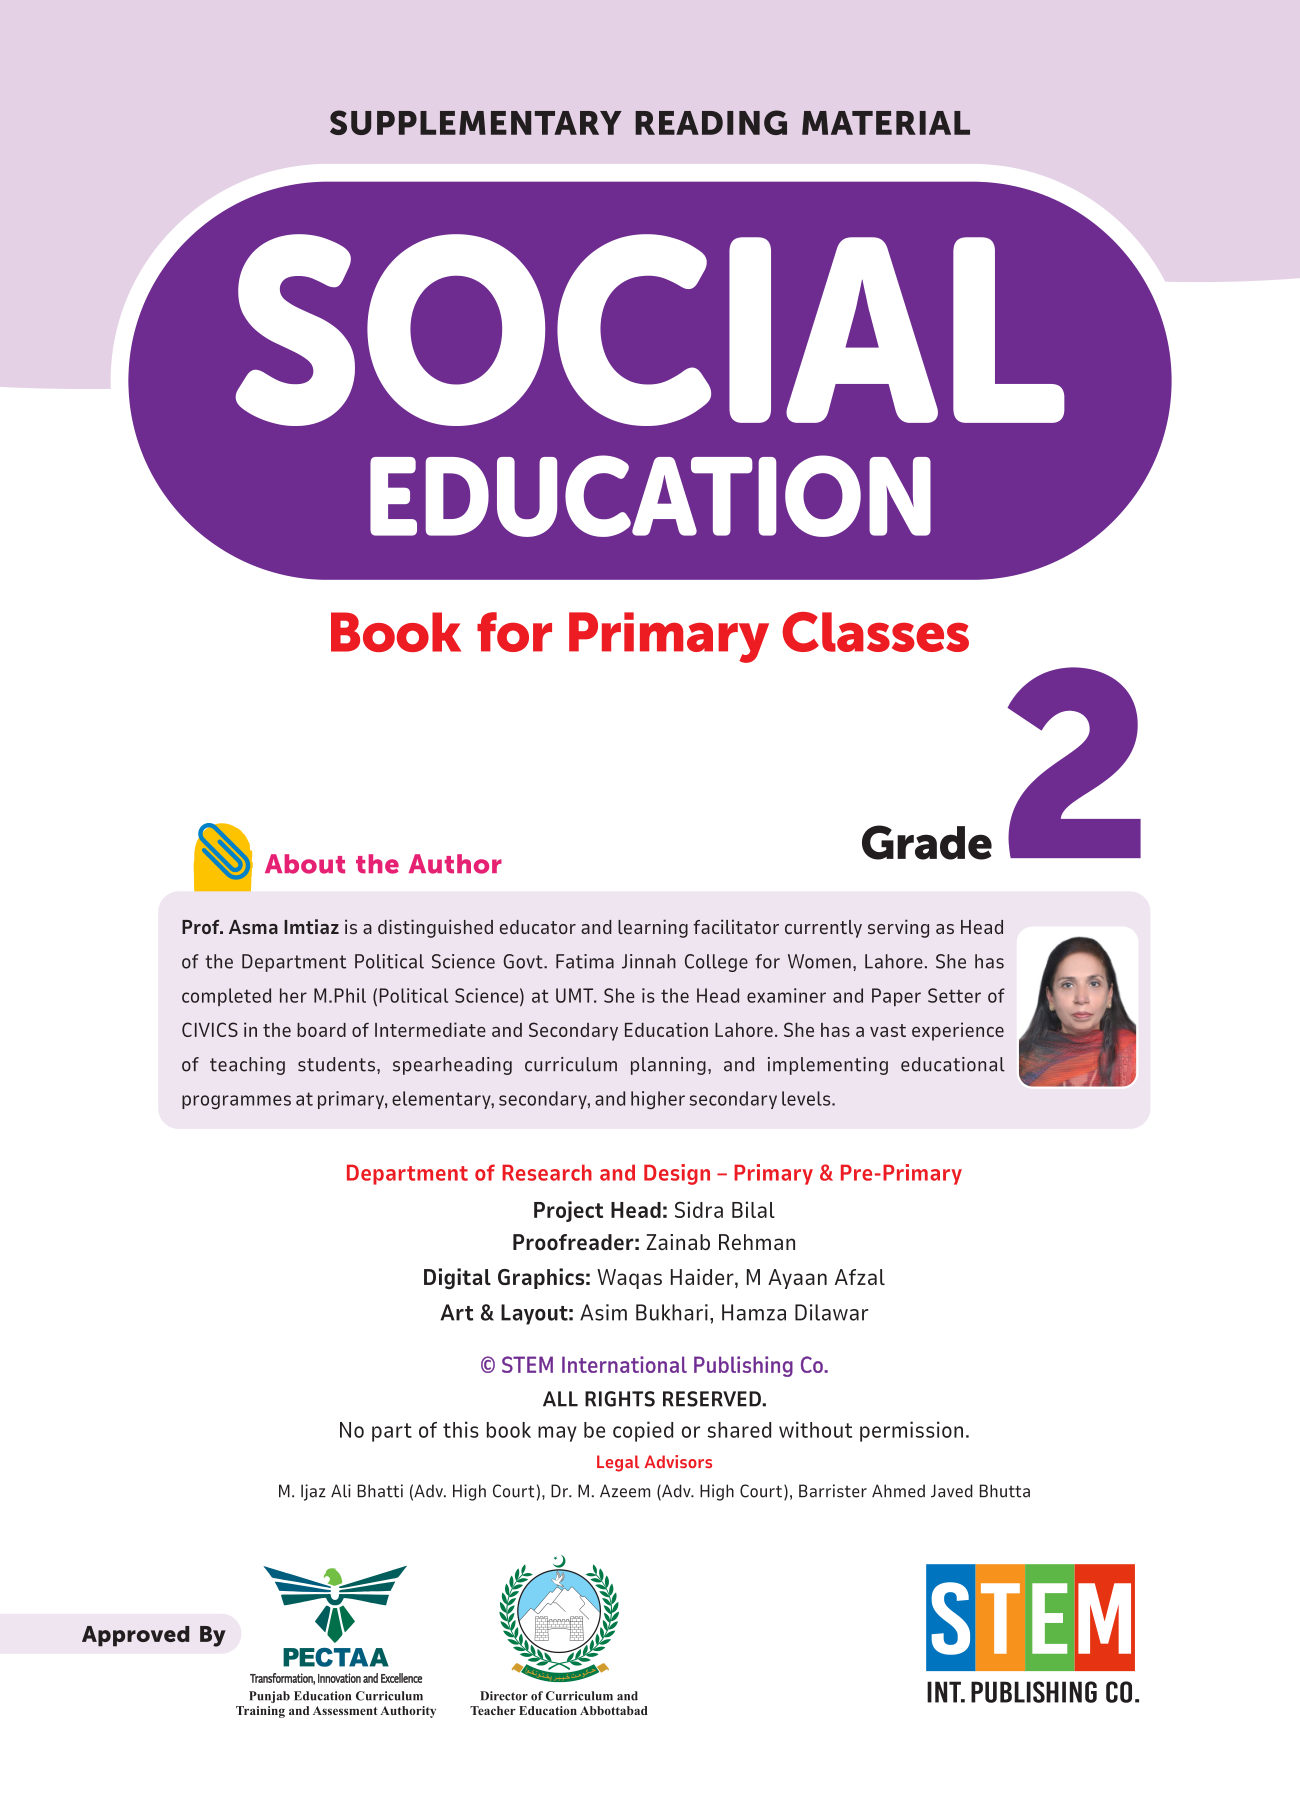 SUPPLEMENTARY READING MATERIAL
SOCIAL
EDUCATION
Book for Primary Classes
Grade 2
About the Author
Prof. Asma Imtiaz is a distinguished educator and learning facilitator currently serving as Head
of the Department Political Science Govt. Fatima Jinnah College for Women, Lahore. She has
completed her M.Phil (Political Science) at UMT. She is the Head examiner and Paper Setter of
CIVICS in the board of Intermediate and Secondary Education Lahore. She has a vast experience
of teaching students, spearheading curriculum planning, and implementing educational
programmes at primary, elementary, secondary, and higher secondary levels.
Department of Research and Design – Primary & Pre-Primary
Project Head: Sidra Bilal
Proofreader: Zainab Rehman
Digital Graphics: Waqas Haider, M Ayaan Afzal
Art & Layout: Asim Bukhari, Hamza Dilawar
© STEM International Publishing Co.
ALL RIGHTS RESERVED.
No part of this book may be copied or shared without permission.
Legal Advisors
M. Ijaz Ali Bhatti (Adv. High Court), Dr. M. Azeem (Adv. High Court), Barrister Ahmed Javed Bhutta
Approved By
PECTAA
Transformation, Innovation and Excellence
Punjab Education Curriculum
Training and Assessment Authority
Director of Curriculum and
Teacher Education Abbottabad
STEM
INT. PUBLISHING CO.